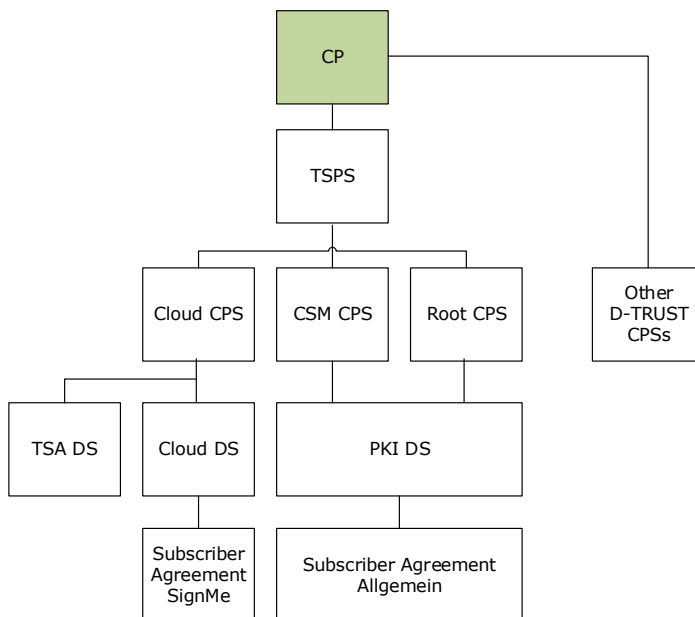 CP
TSPS
Cloud CPS
CSM CPS
Root CPS
Other
D-TRUST
CPSs
TSA DS
Cloud DS
PKI DS
Subscriber
Agreement
SignMe
Subscriber Agreement
Allgemein